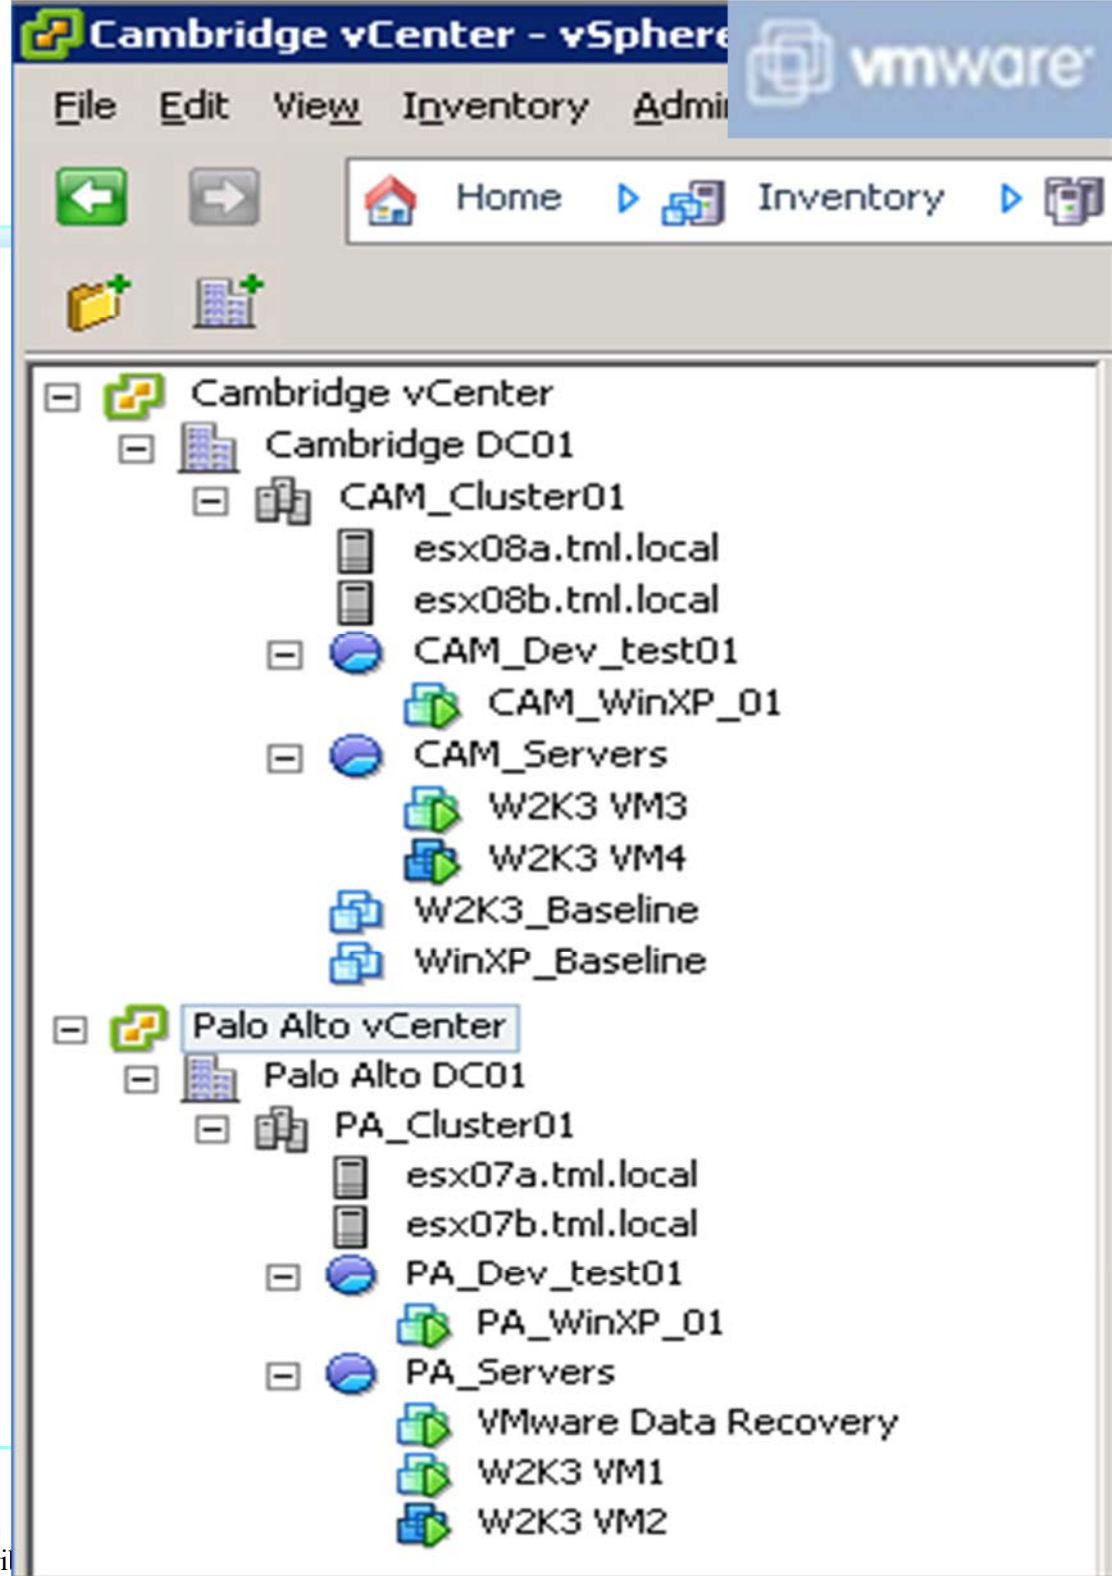 Cambridge vCenter - vSphere
vmware
File Edit View Inventory
Home Inventory
Cambridge vCenter
Cambridge DC01
CAM_Cluster01
esx08a.tml.local
esx08b.tml.local
CAM_Dev_test01
CAM_WinXP_01
CAM_Servers
W2K3 VM3
W2K3 VM4
W2K3_Baseline
WinXP_Baseline
Palo Alto vCenter
Palo Alto DC01
PA_Cluster01
esx07a.tml.local
esx07b.tml.local
PA_Dev_test01
PA_WinXP_01
PA_Servers
VMware Data Recovery
W2K3 VM1
W2K3 VM2